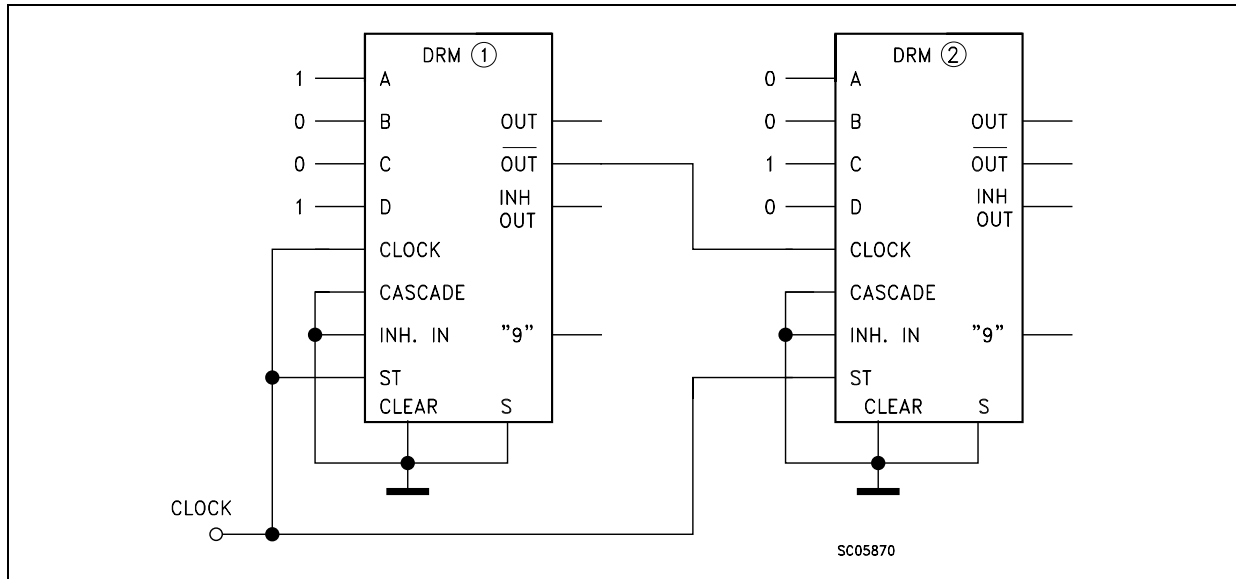 DRM 1
1 A
0 B OUT
0 C OUT
1 D INH OUT
CLOCK
CASCADE
INH. IN "9"
ST
CLEAR S
DRM 2
0 A
0 B OUT
1 C OUT
0 D INH OUT
CLOCK
CASCADE
INH. IN "9"
ST
CLEAR S
CLOCK
SC05870